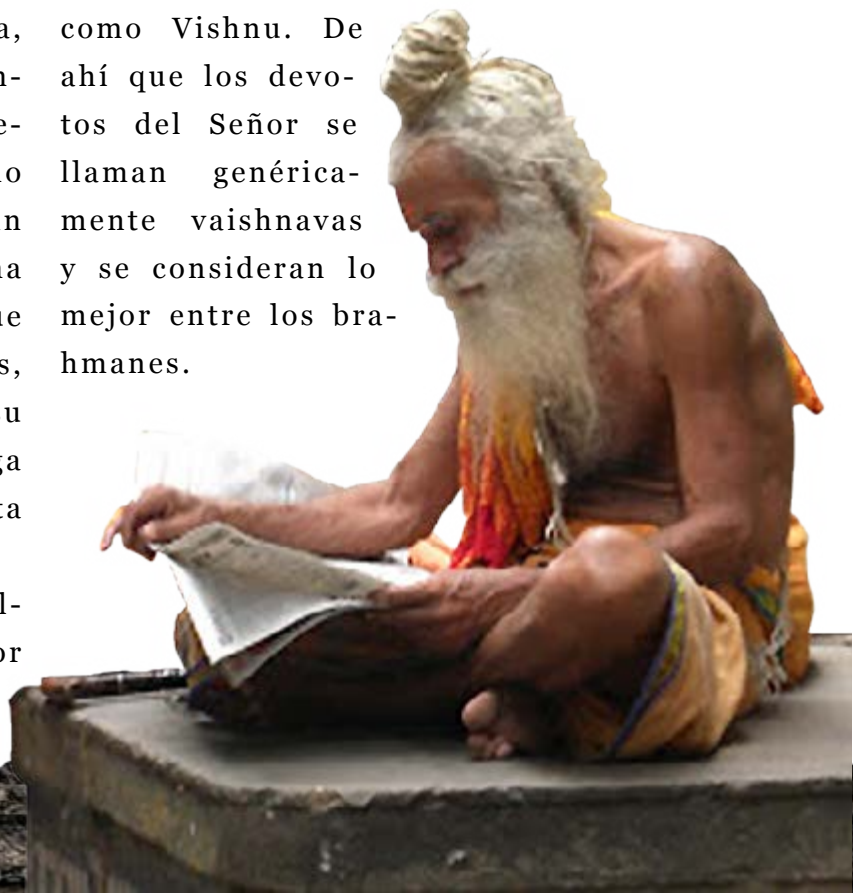 como Vishnu. De
ahí que los devo-
tos del Señor se
llaman genérica-
mente vaishnavas
y se consideran lo
mejor entre los bra-
hmanes.